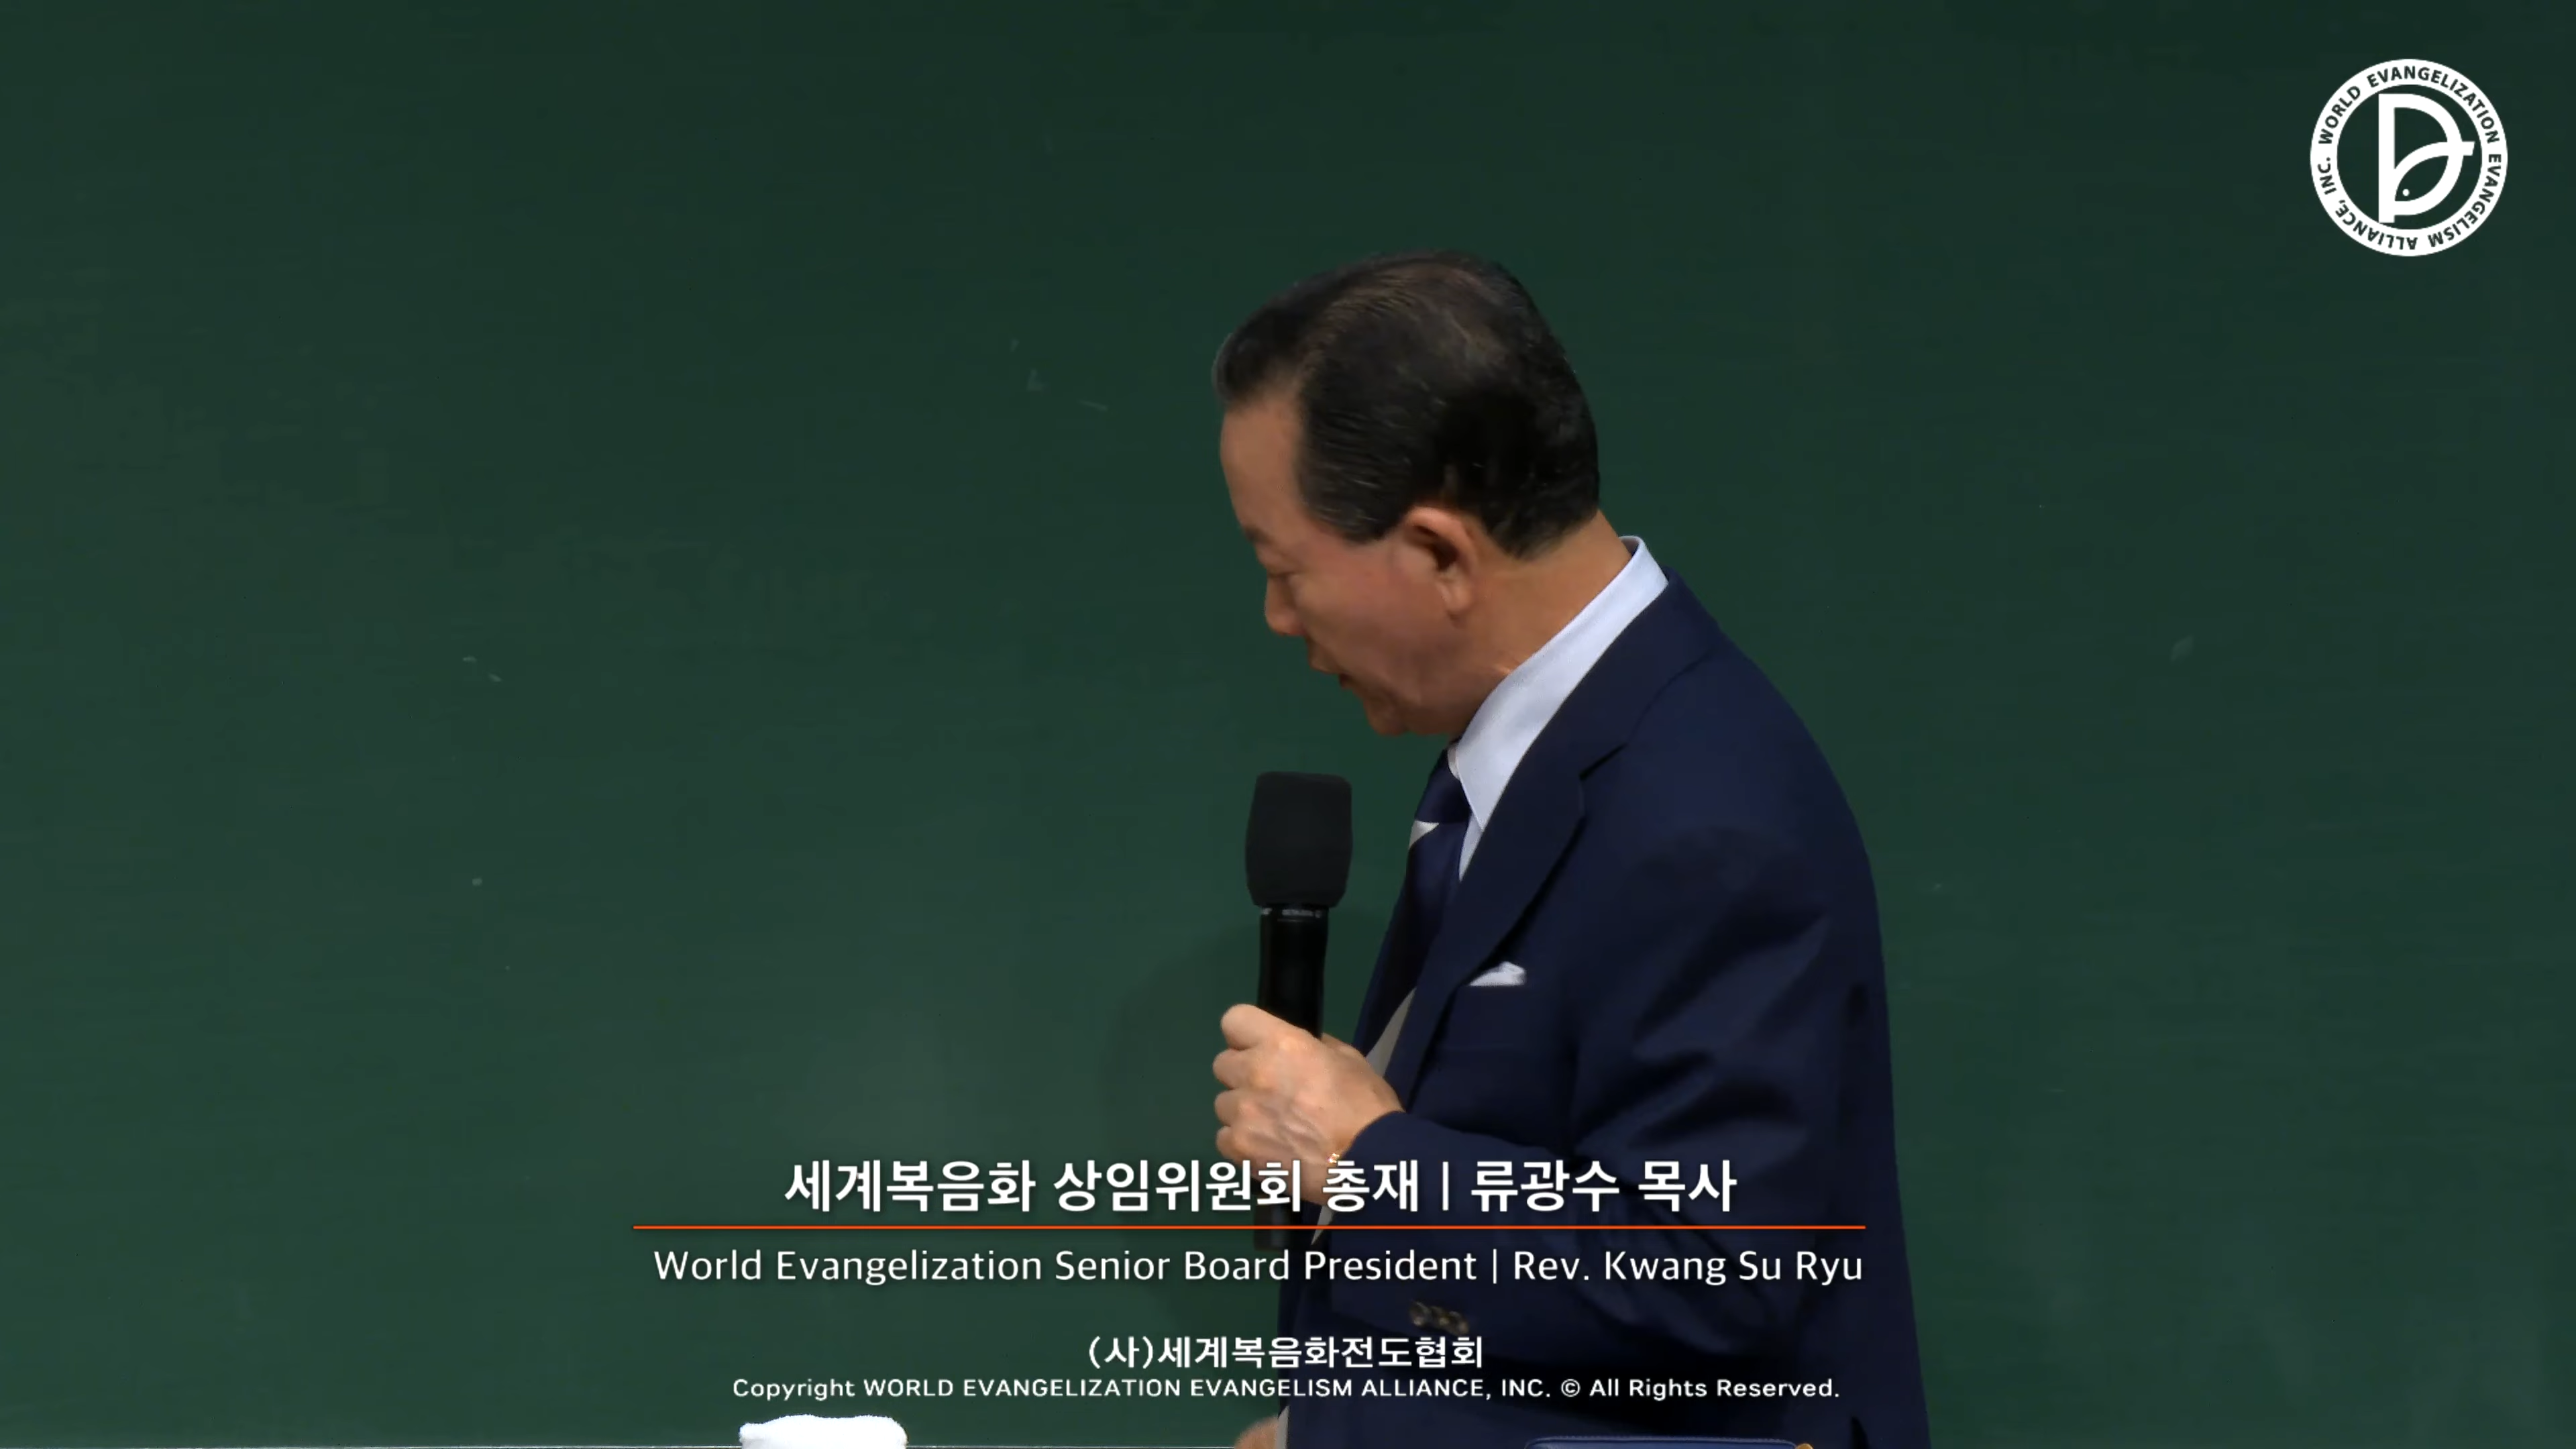 WORLD EVANGELIZATION EVANGELISM ALLIANCE, INC.
세계복음화 상임위원회 총재 | 류광수 목사
World Evangelization Senior Board President | Rev. Kwang Su Ryu
(사)세계복음화전도협회
Copyright WORLD EVANGELIZATION EVANGELISM ALLIANCE, INC. © All Rights Reserved.